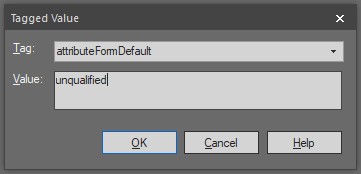 Tagged Value
Tag: attributeFormDefault
Value: unqualified
OK Cancel Help